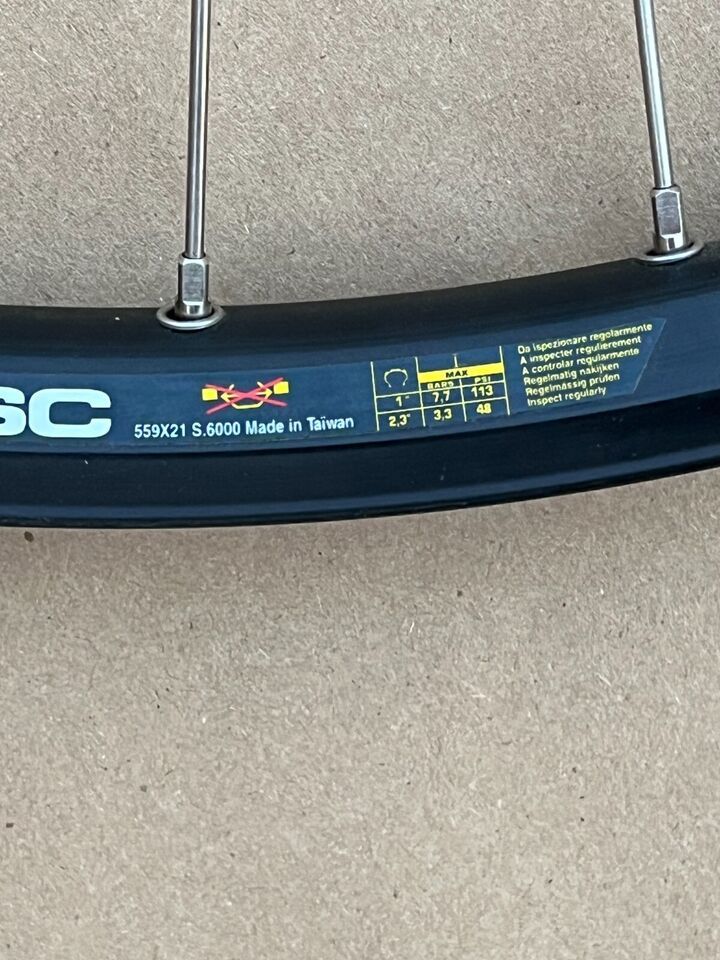 SC
559X21 S.6000 Made in Taïwan
MAX
BARS PSI
1" 7,7 113
2,3" 3,3 48
Da ispezionare regolarmente
A inspecter regulierement
A controlar regularmente
Regelmatig nakijken
Regelmässig prüfen
Inspect regularly